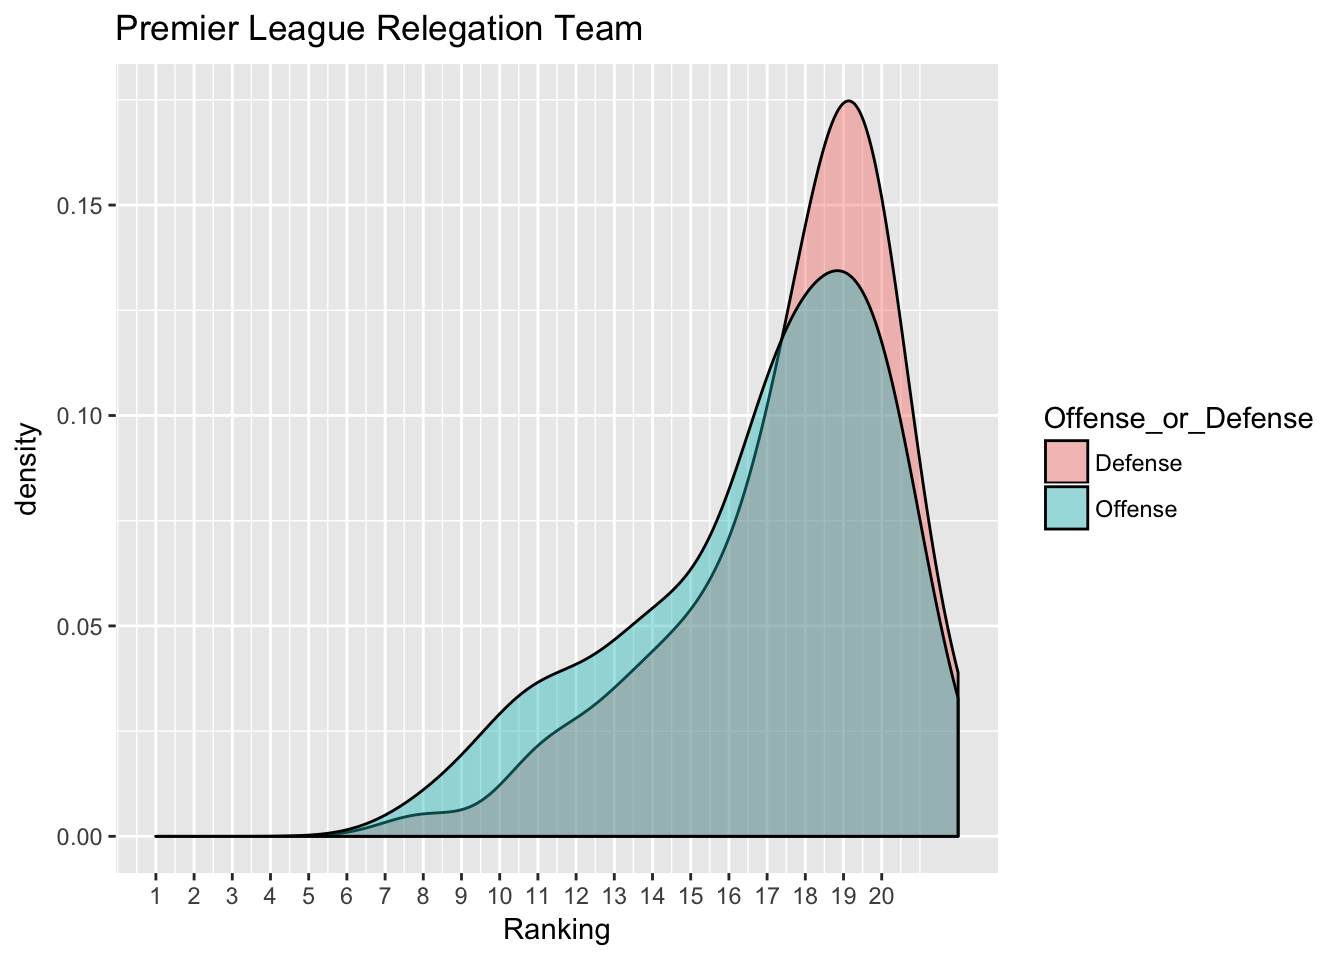 Premier League Relegation Team
0.15
0.10
0.05
0.00
density
1 2 3 4 5 6 7 8 9 10 11 12 13 14 15 16 17 18 19 20
Ranking
Offense_or_Defense
Defense
Offense